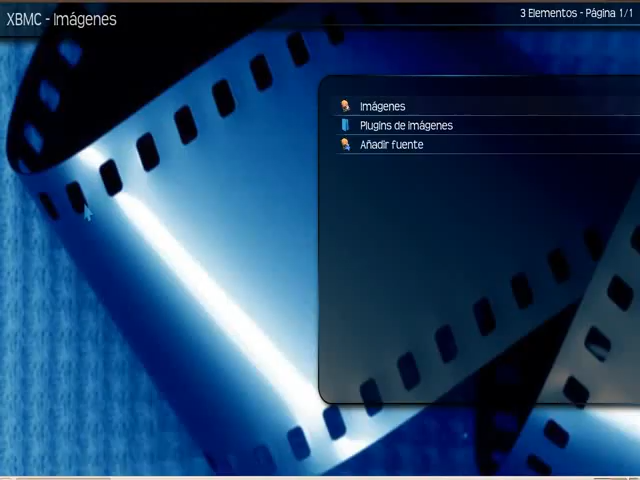 XBMC - Imágenes
3 Elementos - Página 1/1
Imágenes
Plugins de imágenes
Añadir fuente